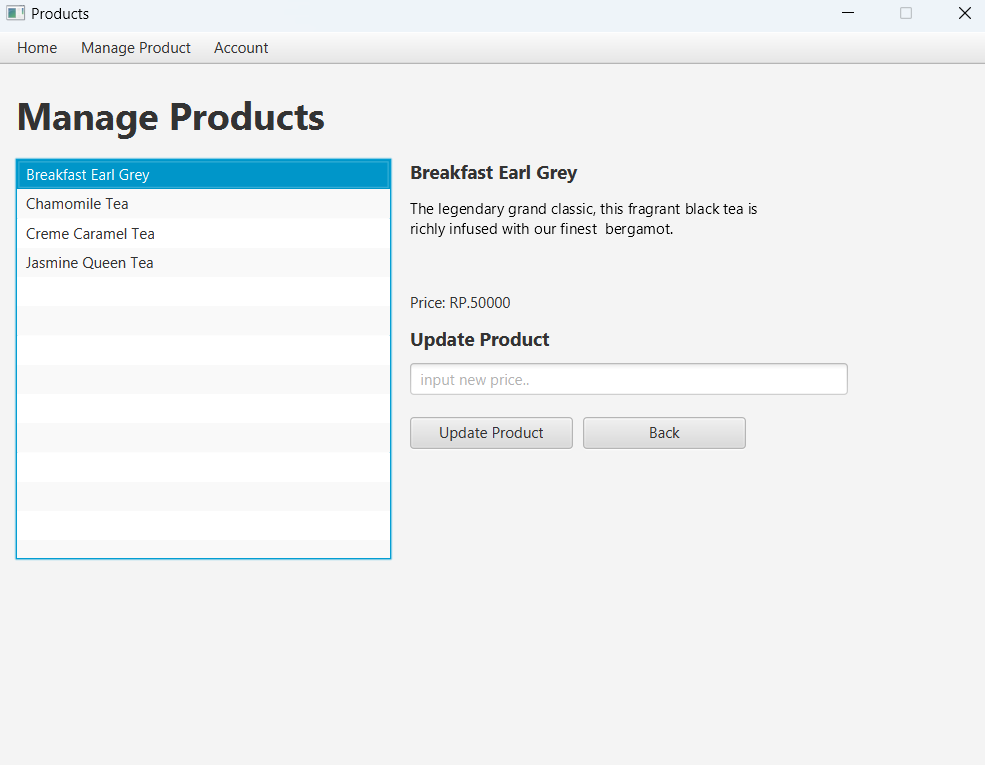 Products
Home Manage Product Account
Manage Products
Breakfast Earl Grey
Chamomile Tea
Creme Caramel Tea
Jasmine Queen Tea
Breakfast Earl Grey
The legendary grand classic, this fragrant black tea is
richly infused with our finest  bergamot.
Price: RP.50000
Update Product
input new price..
Update Product Back